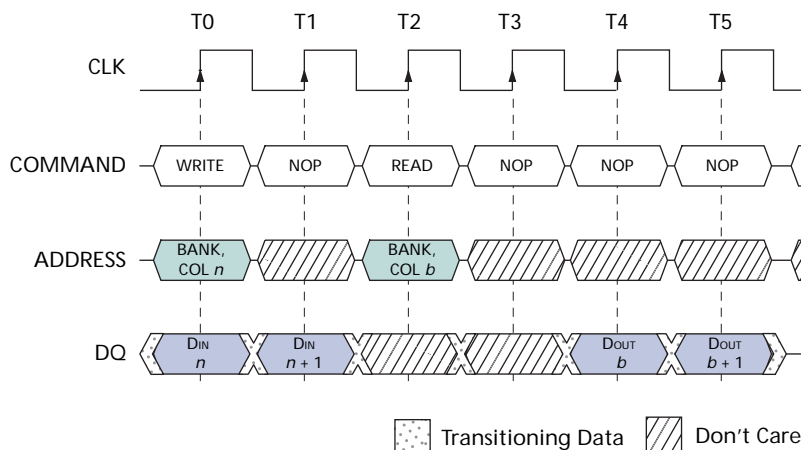 T0 T1 T2 T3 T4 T5
CLK
COMMAND WRITE NOP READ NOP NOP NOP
ADDRESS BANK, COL n BANK, COL b
DQ DIN n DIN n + 1 DOUT b DOUT b + 1
Transitioning Data Don't Care